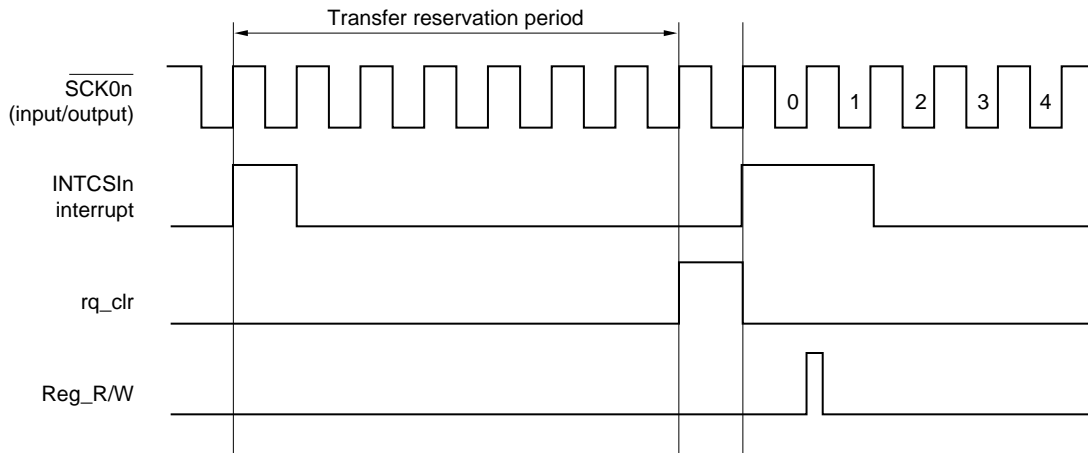 Transfer reservation period
SCK0n
(input/output)
0 1 2 3 4
INTCSIn
interrupt
rq_clr
Reg_R/W